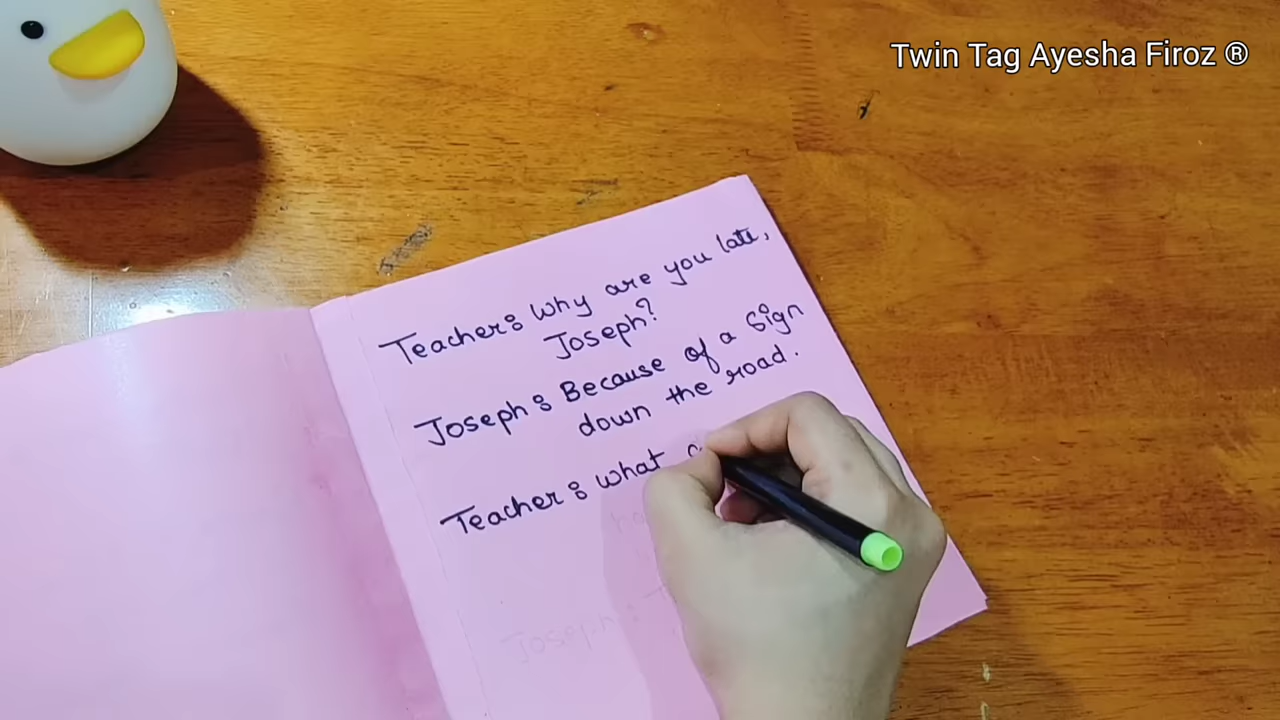 Twin Tag Ayesha Firoz ®
Teacher: Why are you late,
Joseph?
Joseph: Because of a Sign
down the road.
Teacher: what
Joseph: